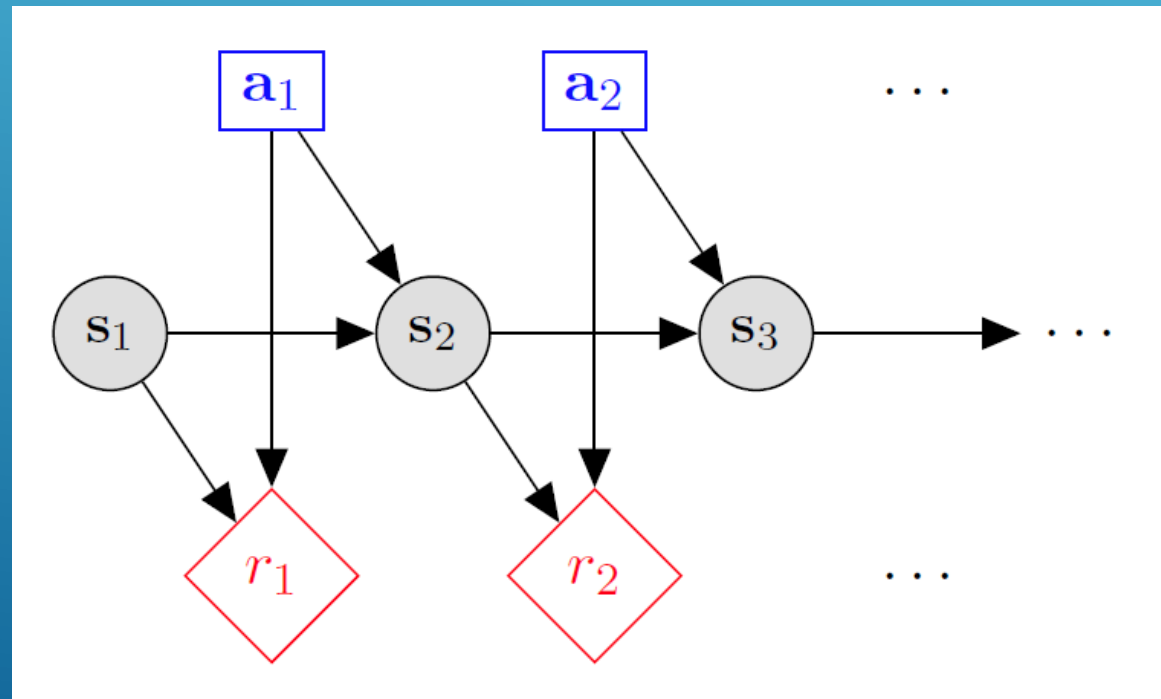 a₁ a₂ ···
s₁ s₂ s₃ ···
r₁ r₂ ···